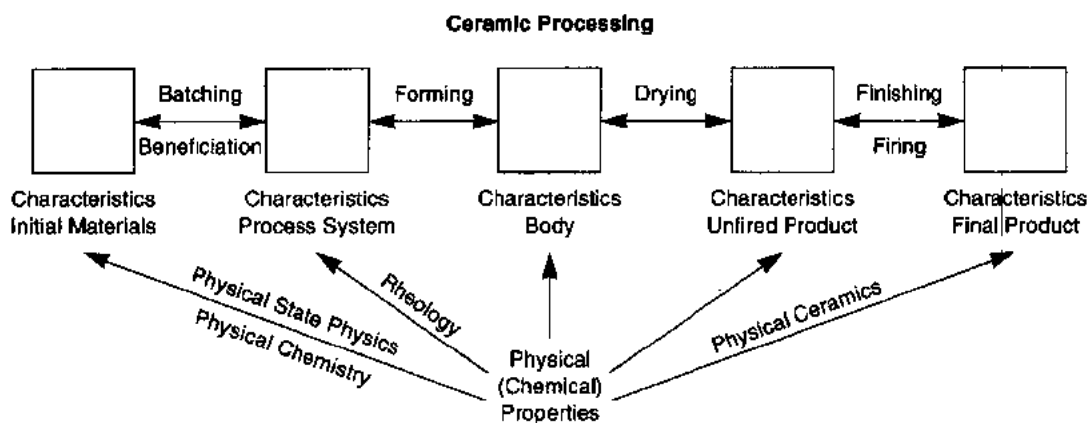 Ceramic Processing
Batching
Beneficiation
Forming
Drying
Finishing
Firing
Characteristics
Initial Materials
Characteristics
Process System
Characteristics
Body
Characteristics
Unfired Product
Characteristics
Final Product
Physical State Physics
Physical Chemistry
Rheology
Physical Ceramics
Physical
(Chemical)
Properties